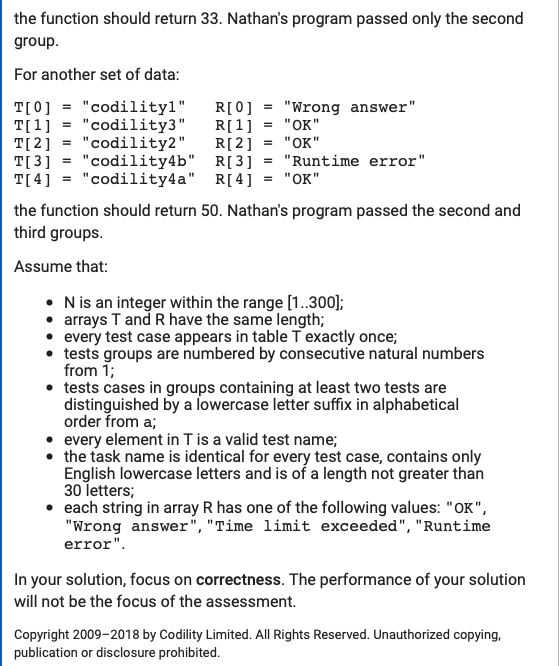 the function should return 33. Nathan's program passed only the second
group.
For another set of data:
T[0] = "codility1" R[0] = "Wrong answer"
T[1] = "codility3" R[1] = "OK"
T[2] = "codility2" R[2] = "OK"
T[3] = "codility4b" R[3] = "Runtime error"
T[4] = "codility4a" R[4] = "OK"
the function should return 50. Nathan's program passed the second and
third groups.
Assume that:
• N is an integer within the range [1..300];
• arrays T and R have the same length;
• every test case appears in table T exactly once;
• tests groups are numbered by consecutive natural numbers
from 1;
• tests cases in groups containing at least two tests are
distinguished by a lowercase letter suffix in alphabetical
order from a;
• every element in T is a valid test name;
• the task name is identical for every test case, contains only
English lowercase letters and is of a length not greater than
30 letters;
• each string in array R has one of the following values: "OK",
"Wrong answer", "Time limit exceeded", "Runtime
error".
In your solution, focus on correctness. The performance of your solution
will not be the focus of the assessment.
Copyright 2009–2018 by Codility Limited. All Rights Reserved. Unauthorized copying,
publication or disclosure prohibited.